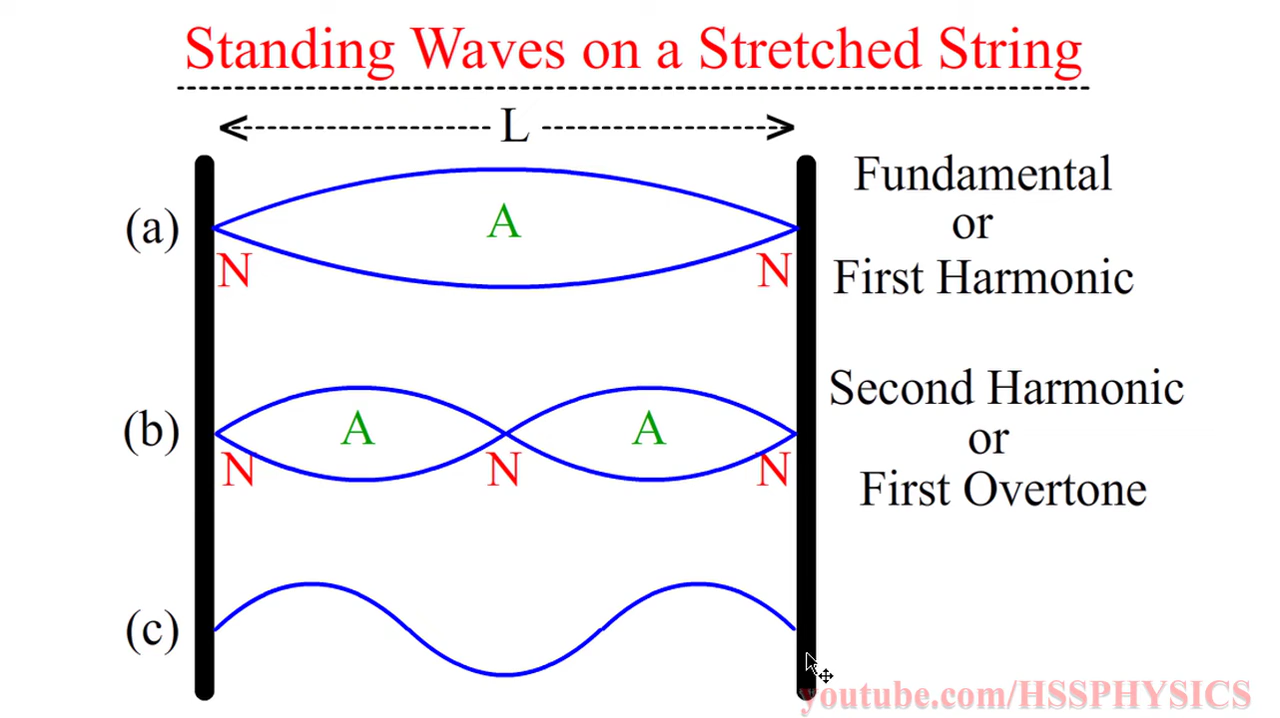 Standing Waves on a Stretched String
L
(a)
A
N
N
Fundamental
or
First Harmonic
(b)
A
A
N
N
N
Second Harmonic
or
First Overtone
(c)
youtube.com/HSSPHYSICS